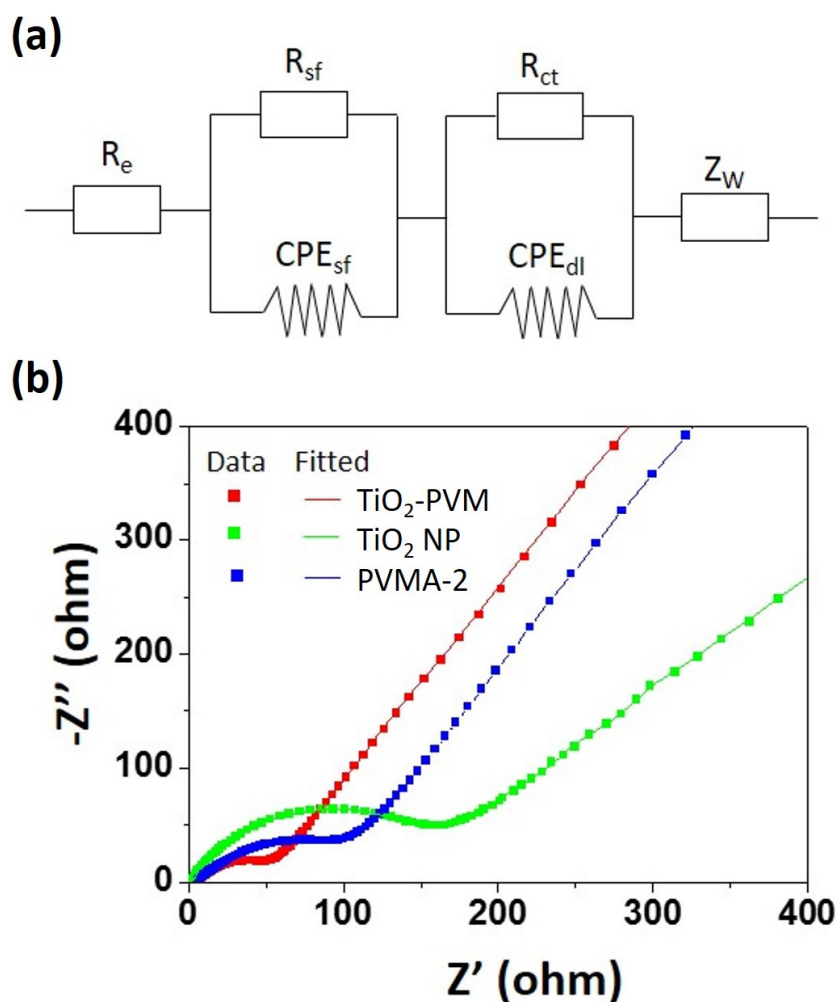 (a)
R_sf
R_ct
R_e
Z_W
CPE_sf
CPE_dl
(b)
400
300
200
100
0
-Z'' (ohm)
Data Fitted
TiO₂-PVM
TiO₂ NP
PVMA-2
0 100 200 300 400
Z' (ohm)